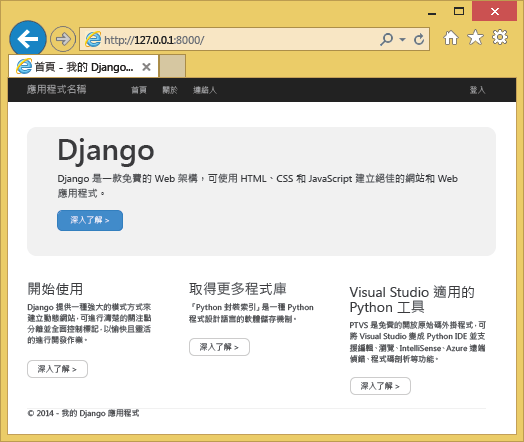 http://127.0.0.1:8000/
首頁 - 我的 Django...
應用程式名稱 首頁 關於 連絡人 登入
Django
Django 是一款免費的 Web 架構，可使用 HTML、CSS 和 JavaScript 建立絕佳的網站和 Web
應用程式。
深入了解 >
開始使用
Django 提供一種強大的模式方式來
建立動態網站，可進行清楚的關注點
分離並全面控制標記，以愉快且靈活
的進行開發作業。
深入了解 >
取得更多程式庫
「Python 封裝索引」是一種 Python
程式設計語言的軟體儲存機制。
深入了解 >
Visual Studio 適用的
Python 工具
PTVS 是免費的開放原始碼外掛程式，可
將 Visual Studio 變成 Python IDE 並支
援編輯、瀏覽、IntelliSense、Azure 遠端
偵錯、程式碼剖析等功能。
深入了解 >
© 2014 - 我的 Django 應用程式